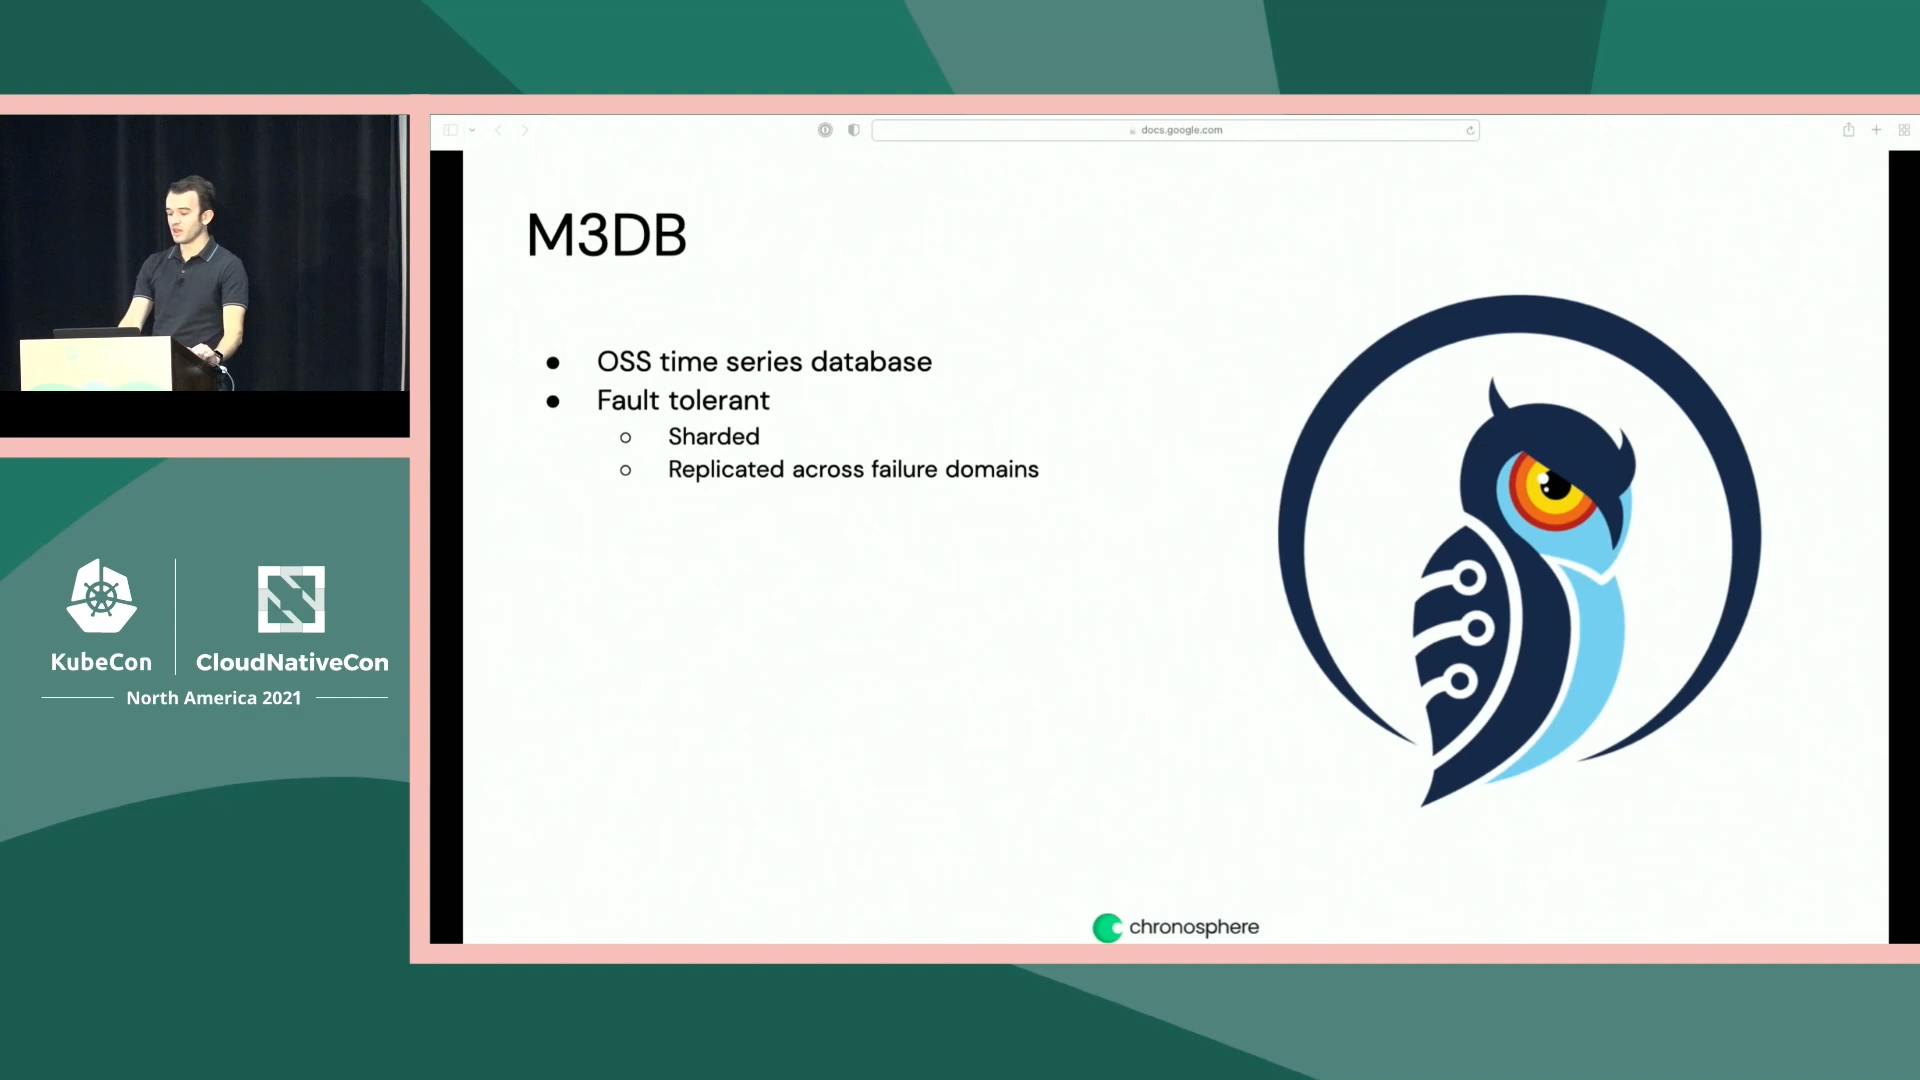 docs.google.com
M3DB
● OSS time series database
● Fault tolerant
○ Sharded
○ Replicated across failure domains
chronosphere
KubeCon
CloudNativeCon
North America 2021